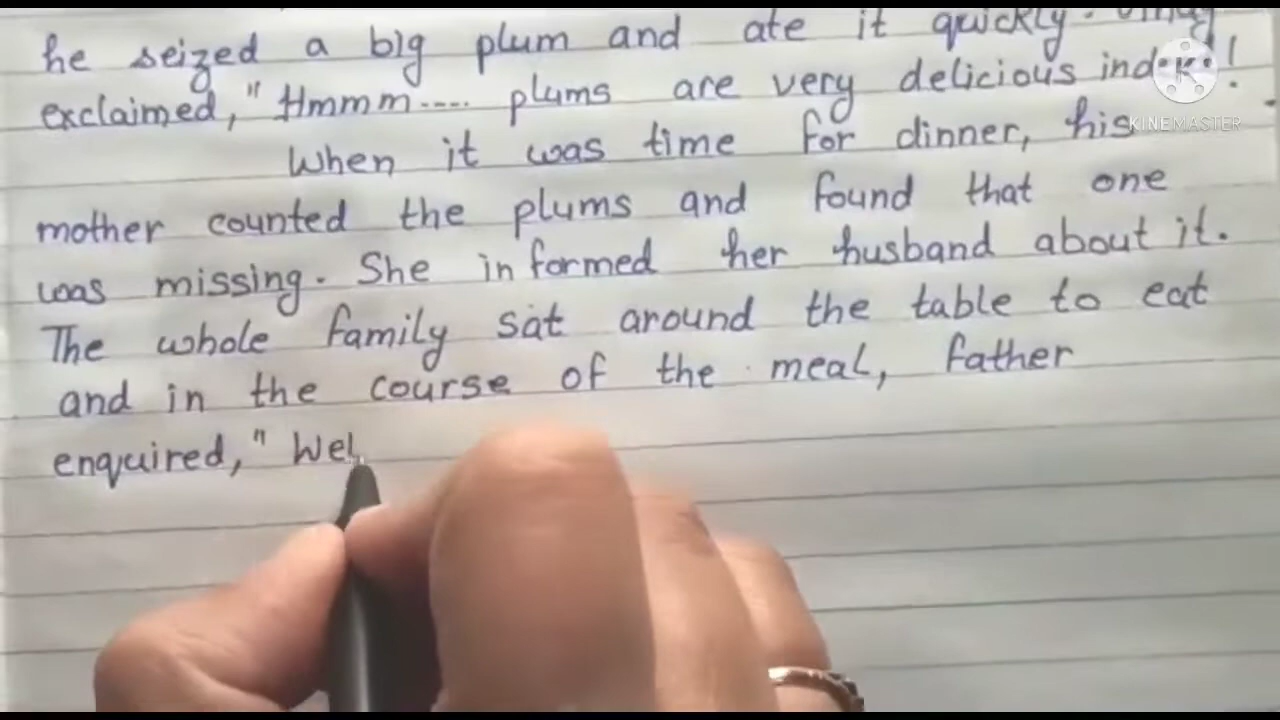 he seized a big plum and ate it quickly.
exclaimed, " Hmmm---- plums are very delicious
When it was time for dinner, his
KINEMASTER
mother counted the plums and found that one
was missing. She informed her husband about it.
The whole family sat around the table to eat
and in the course of the meal, father
enquired, " Wel